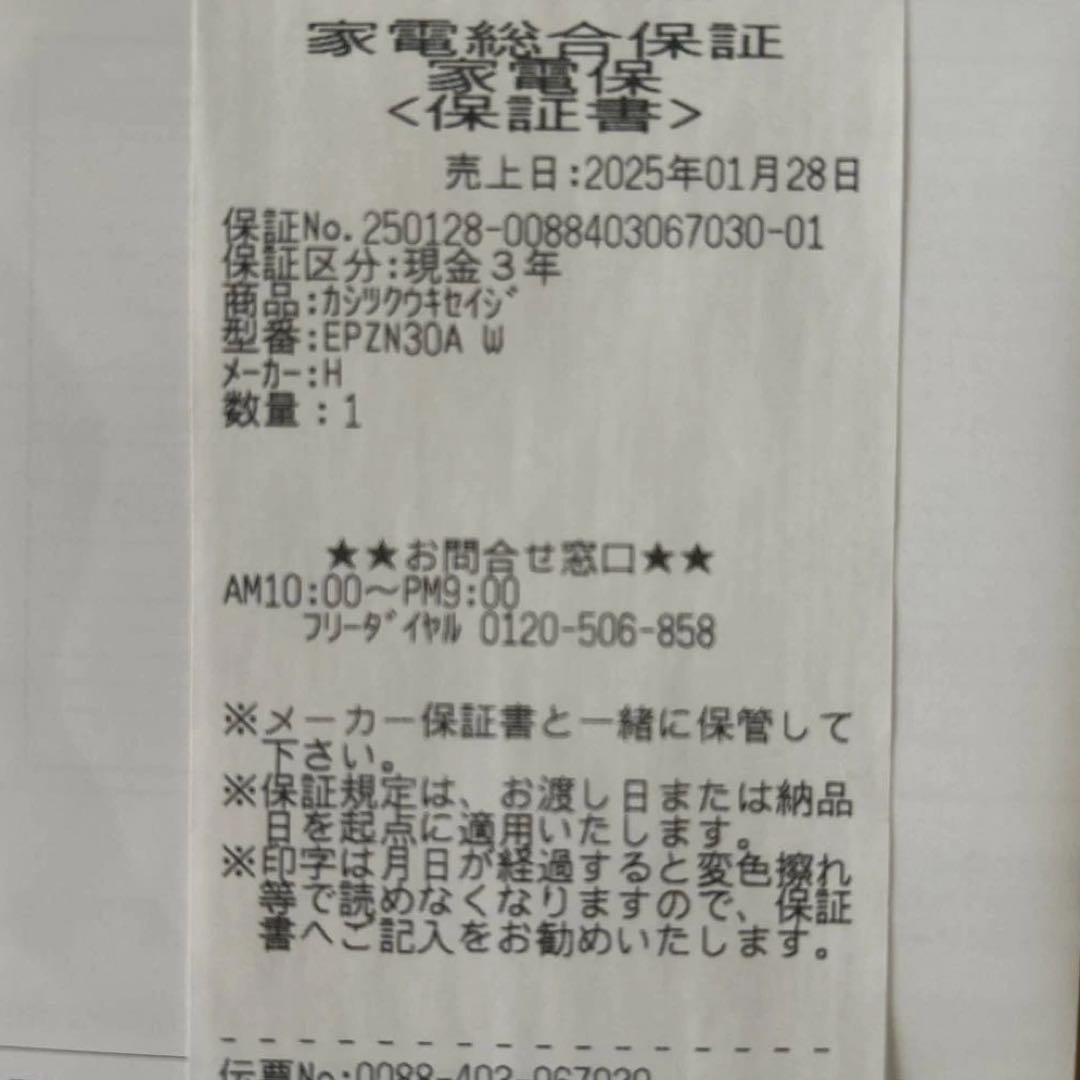 家電総合保証
家電保
<保証書>
売上日:2025年01月28日
保証No.250128-0088403067030-01
保証区分:現金３年
商品:ｶｼﾂｸｳｷｾｲｼﾞ
型番:EPZN30A W
ﾒｰｶｰ:H
数量:1
★★お問合せ窓口★★
AM10:00〜PM9:00
ﾌﾘｰﾀﾞｲﾔﾙ 0120-506-858
※メーカー保証書と一緒に保管して
下さい。
※保証規定は、お渡し日または納品
日を起点に適用いたします。
※印字は月日が経過すると変色擦れ
等で読めなくなりますので、保証
書へご記入をお勧めいたします。
伝票No:0088-403-067030